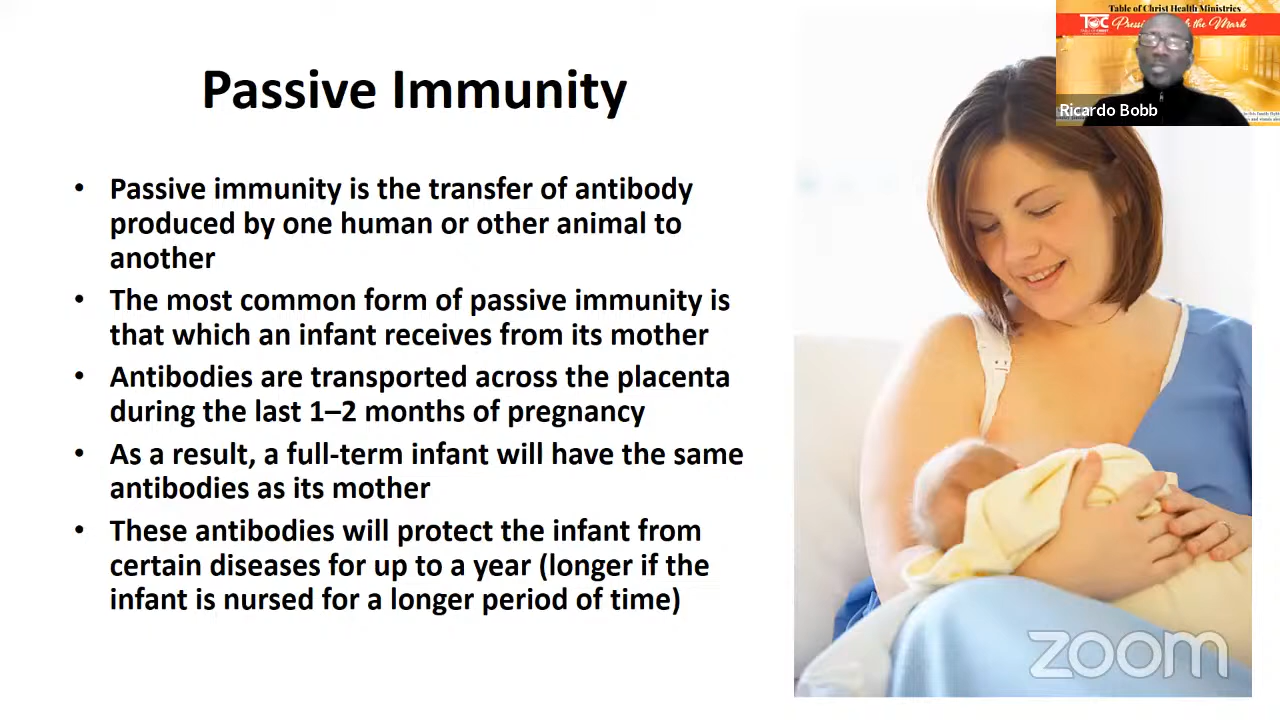 Table of Christ Health Ministries
TOC
the Mark
Ricardo Bobb
Passive Immunity
• Passive immunity is the transfer of antibody
produced by one human or other animal to
another
• The most common form of passive immunity is
that which an infant receives from its mother
• Antibodies are transported across the placenta
during the last 1–2 months of pregnancy
• As a result, a full-term infant will have the same
antibodies as its mother
• These antibodies will protect the infant from
certain diseases for up to a year (longer if the
infant is nursed for a longer period of time)
zoom